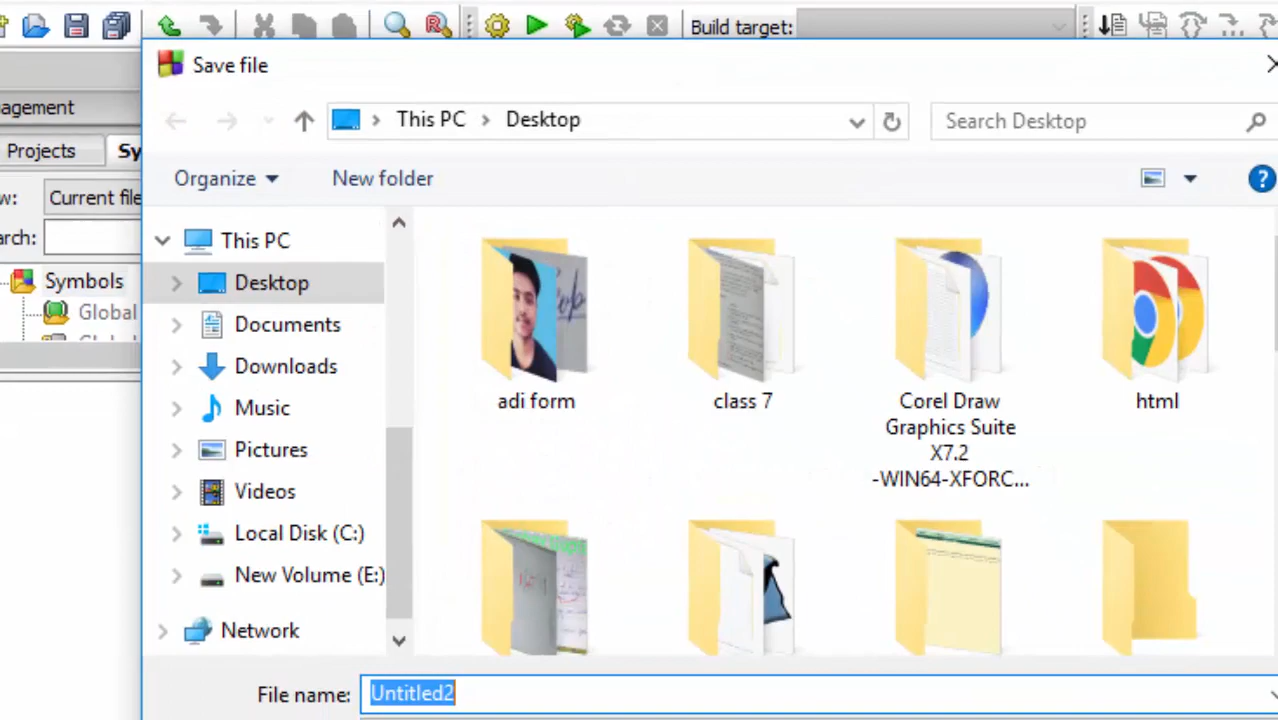 Build target:
Save file
agement
This PC
Desktop
Search Desktop
Projects
Sy
Organize
New folder
w:
Current file
arch:
This PC
Symbols
Desktop
Global
Documents
Downloads
adi form
class 7
Corel Draw
Graphics Suite
X7.2
-WIN64-XFORC...
html
Music
Pictures
Videos
Local Disk (C:)
New Volume (E:)
Network
File name:
Untitled2